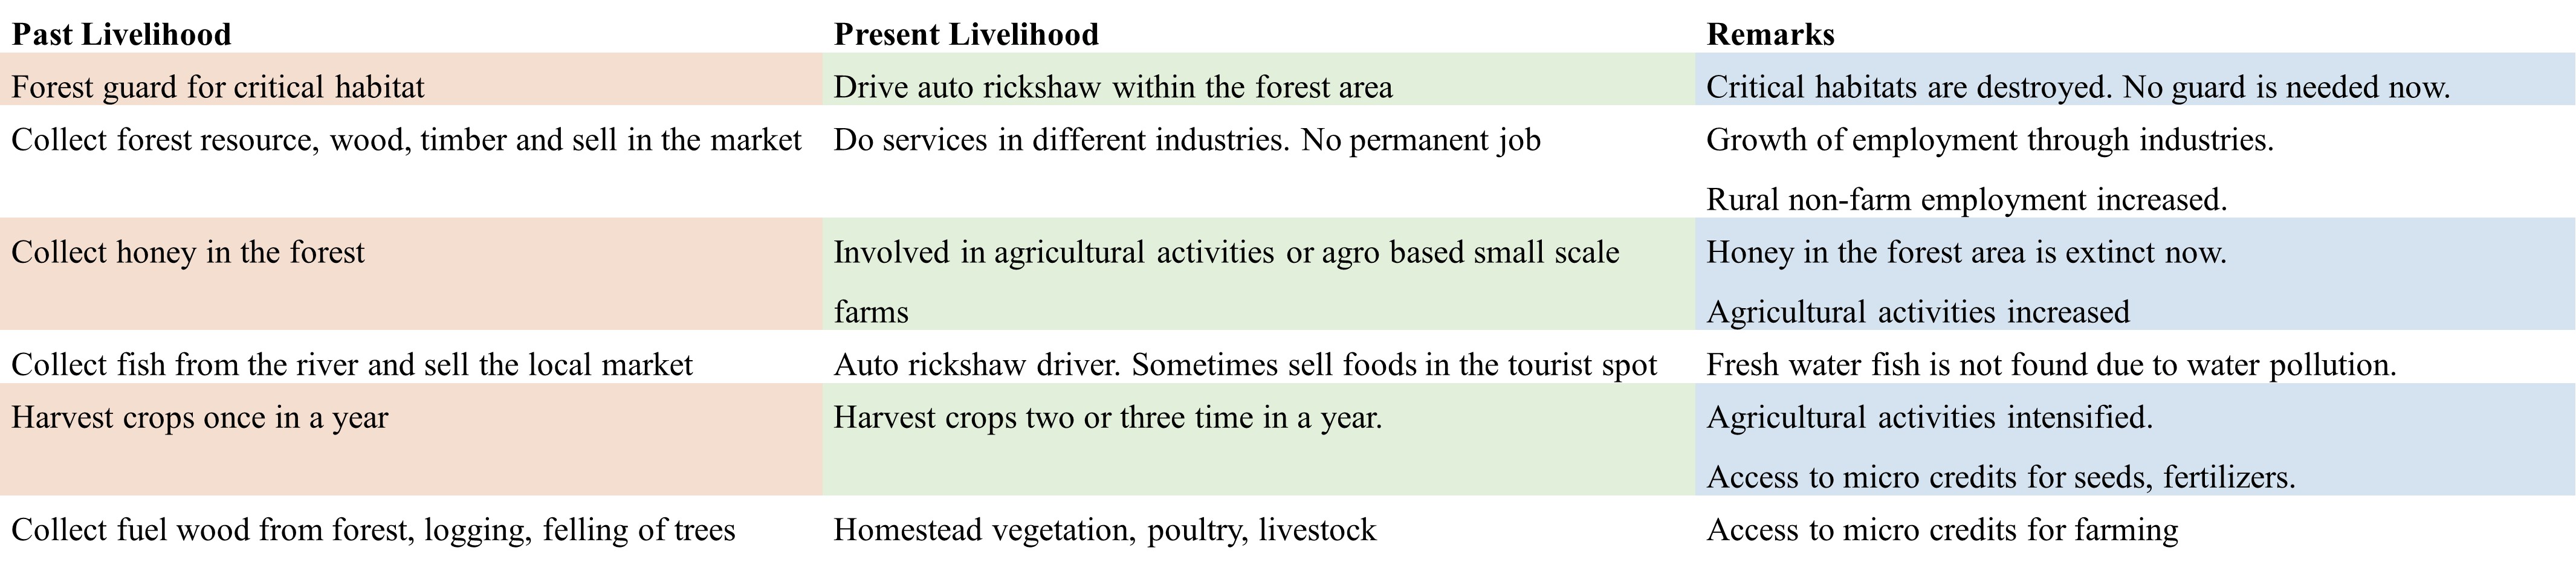 Past Livelihood Present Livelihood Remarks
Forest guard for critical habitat Drive auto rickshaw within the forest area Critical habitats are destroyed. No guard is needed now.
Collect forest resource, wood, timber and sell in the market Do services in different industries. No permanent job Growth of employment through industries.
Rural non-farm employment increased.
Collect honey in the forest Involved in agricultural activities or agro based small scale Honey in the forest area is extinct now.
farms Agricultural activities increased
Collect fish from the river and sell the local market Auto rickshaw driver. Sometimes sell foods in the tourist spot Fresh water fish is not found due to water pollution.
Harvest crops once in a year Harvest crops two or three time in a year. Agricultural activities intensified.
Access to micro credits for seeds, fertilizers.
Collect fuel wood from forest, logging, felling of trees Homestead vegetation, poultry, livestock Access to micro credits for farming